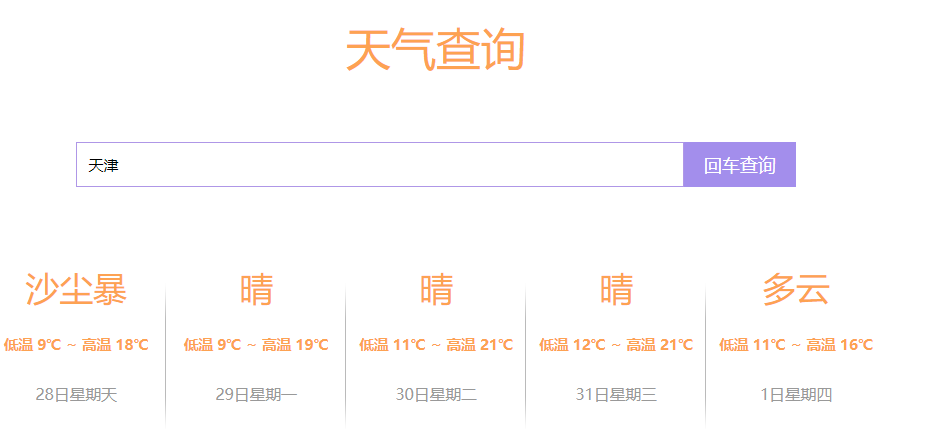 天气查询
天津
回车查询
沙尘暴 晴 晴 晴 多云
低温 9℃ ~ 高温 18℃ 低温 9℃ ~ 高温 19℃ 低温 11℃ ~ 高温 21℃ 低温 12℃ ~ 高温 21℃ 低温 11℃ ~ 高温 16℃
28日星期天 29日星期一 30日星期二 31日星期三 1日星期四